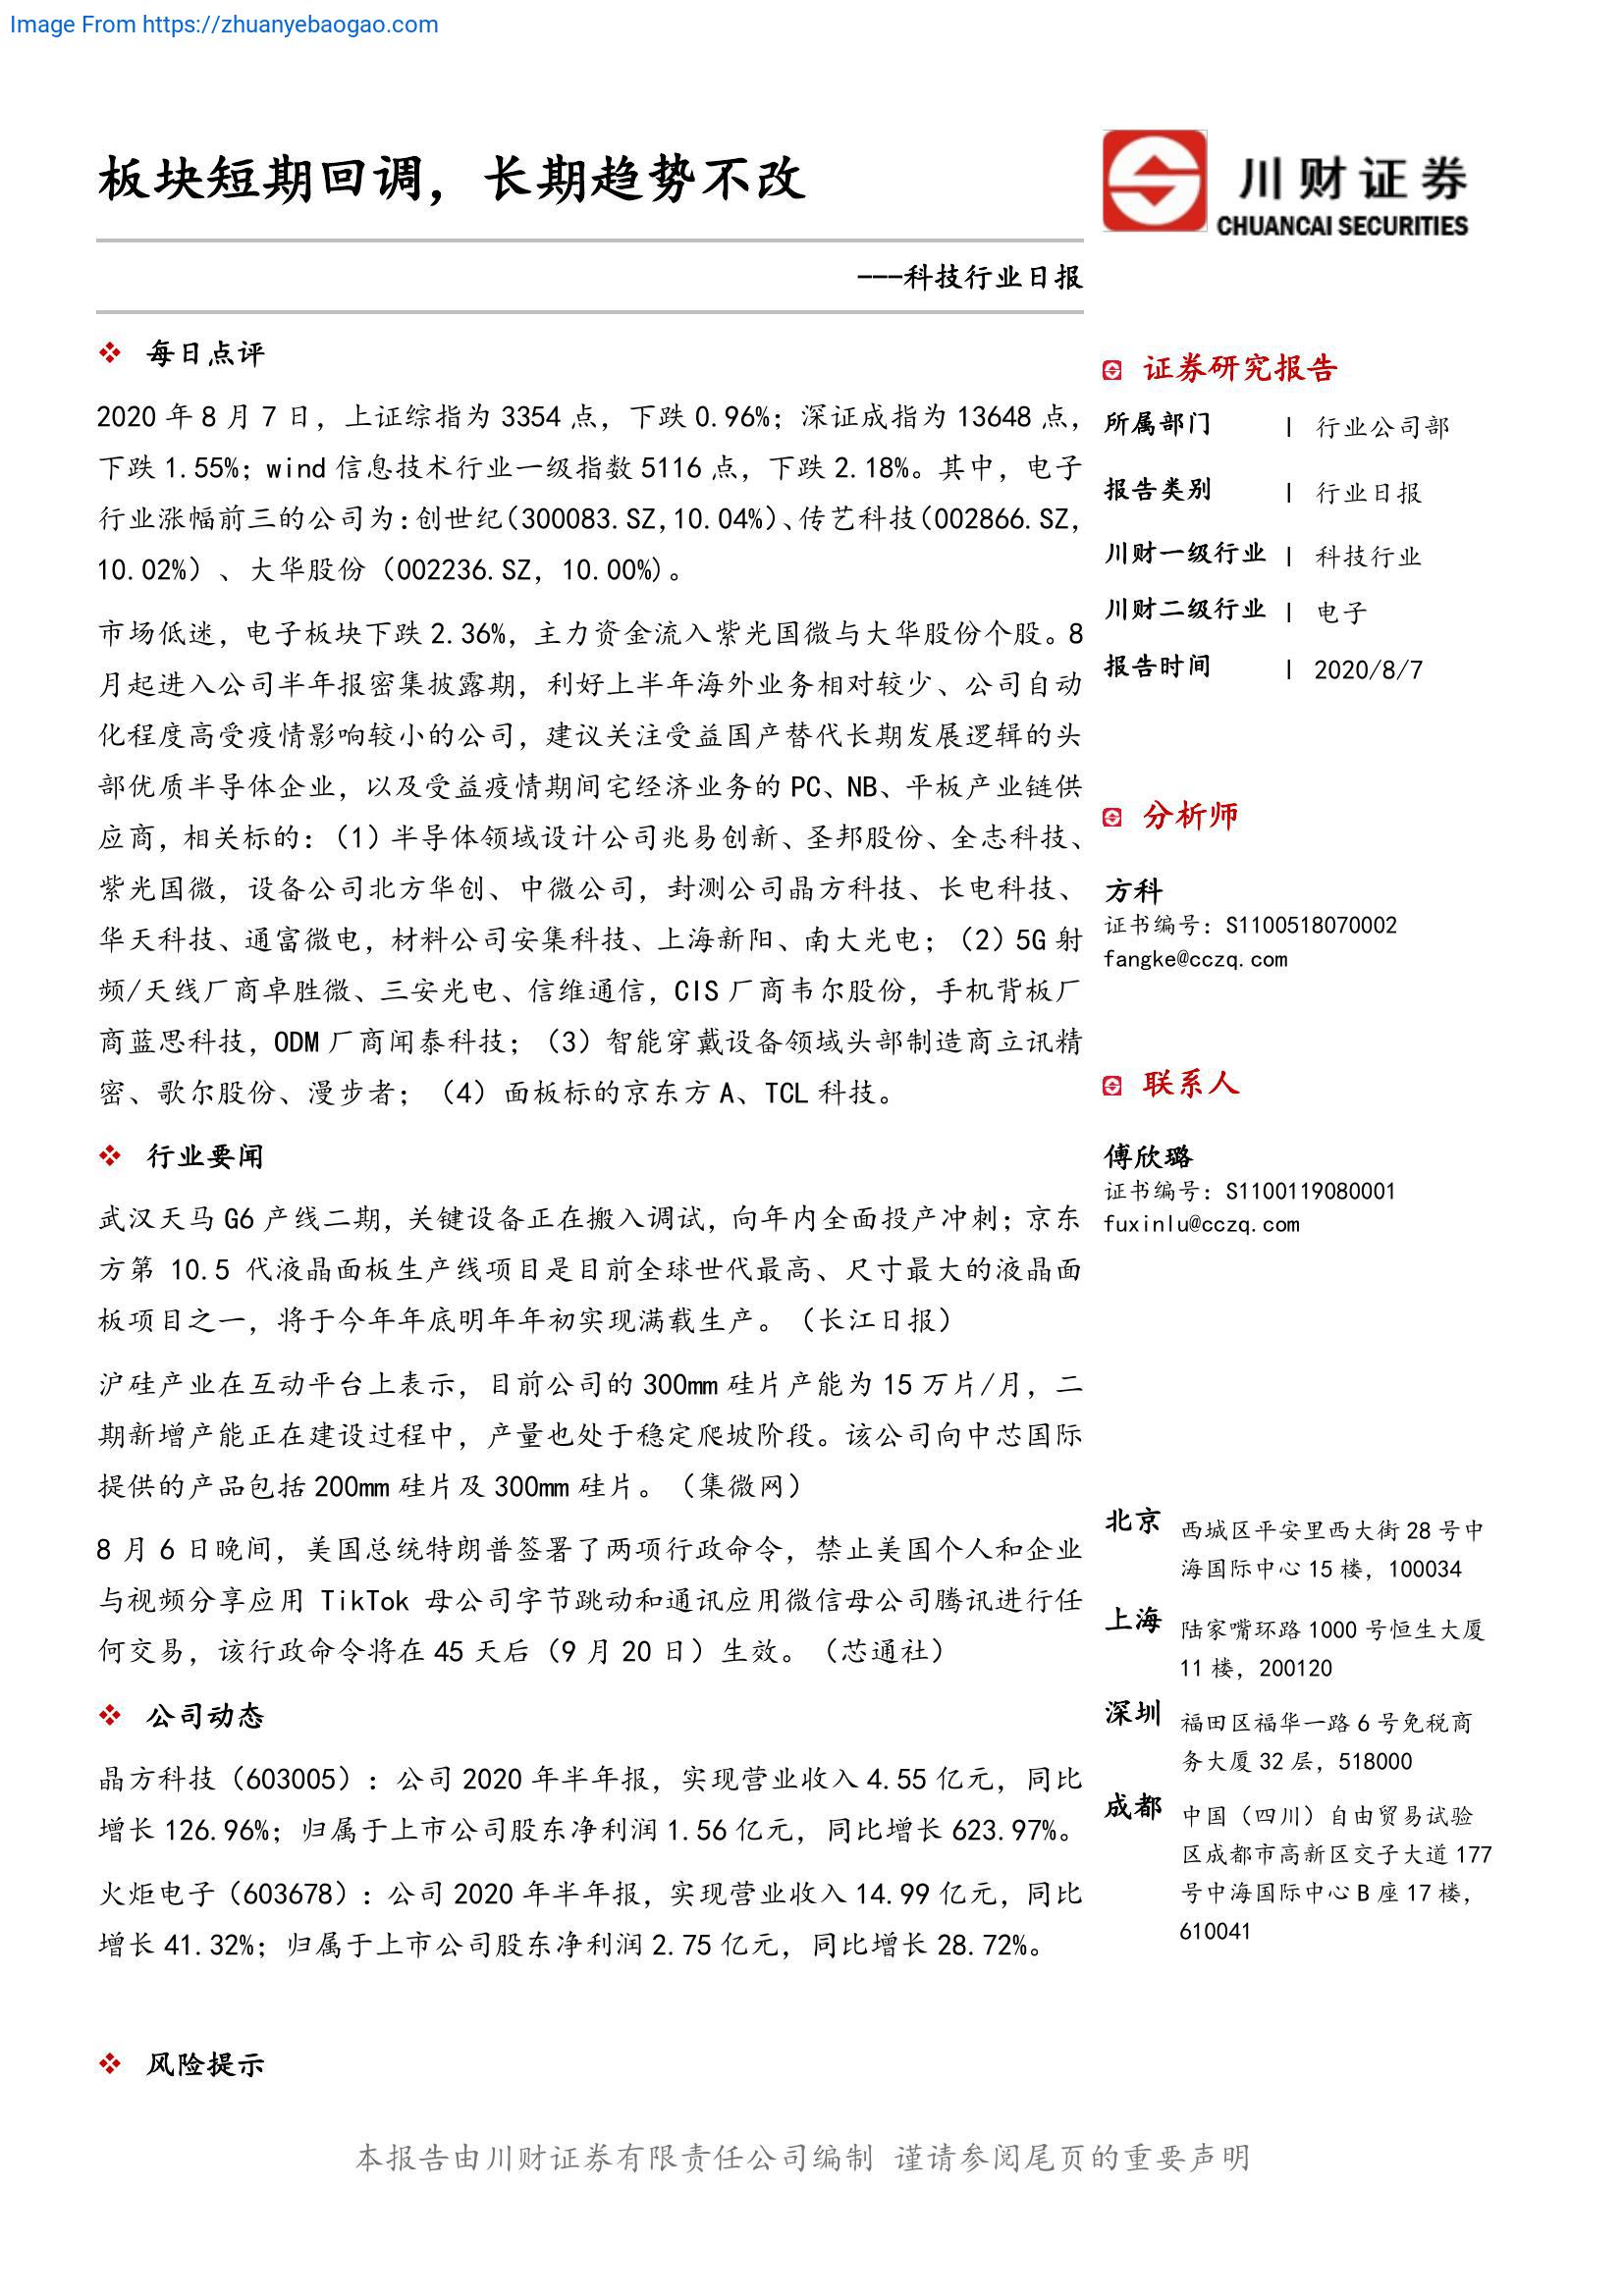 Image From https://zhuanyebaogao.com
板块短期回调，长期趋势不改
川财证券
CHUANCAI SECURITIES
---科技行业日报
❖ 每日点评
2020 年 8 月 7 日，上证综指为 3354 点，下跌 0.96%；深证成指为 13648 点，
下跌 1.55%；wind 信息技术行业一级指数 5116 点，下跌 2.18%。其中，电子
行业涨幅前三的公司为：创世纪（300083.SZ,10.04%）、传艺科技（002866.SZ,
10.02%）、大华股份（002236.SZ, 10.00%）。
市场低迷，电子板块下跌 2.36%，主力资金流入紫光国微与大华股份个股。8
月起进入公司半年报密集披露期，利好上半年海外业务相对较少、公司自动
化程度高受疫情影响较小的公司，建议关注受益国产替代长期发展逻辑的头
部优质半导体企业，以及受益疫情期间宅经济业务的 PC、NB、平板产业链供
应商，相关标的：（1）半导体领域设计公司兆易创新、圣邦股份、全志科技、
紫光国微，设备公司北方华创、中微公司，封测公司晶方科技、长电科技、
华天科技、通富微电，材料公司安集科技、上海新阳、南大光电；（2）5G 射
频/天线厂商卓胜微、三安光电、信维通信，CIS 厂商韦尔股份，手机背板厂
商蓝思科技，ODM 厂商闻泰科技；（3）智能穿戴设备领域头部制造商立讯精
密、歌尔股份、漫步者；（4）面板标的京东方 A、TCL 科技。
❖ 行业要闻
武汉天马 G6 产线二期，关键设备正在搬入调试，向年内全面投产冲刺；京东
方第 10.5 代液晶面板生产线项目是目前全球世代最高、尺寸最大的液晶面
板项目之一，将于今年年底明年年初实现满载生产。（长江日报）
沪硅产业在互动平台上表示，目前公司的 300mm 硅片产能为 15 万片/月，二
期新增产能正在建设过程中，产量也处于稳定爬坡阶段。该公司向中芯国际
提供的产品包括 200mm 硅片及 300mm 硅片。（集微网）
8 月 6 日晚间，美国总统特朗普签署了两项行政命令，禁止美国个人和企业
与视频分享应用 TikTok 母公司字节跳动和通讯应用微信母公司腾讯进行任
何交易，该行政命令将在 45 天后（9 月 20 日）生效。（芯通社）
❖ 公司动态
晶方科技（603005）：公司 2020 年半年报，实现营业收入 4.55 亿元，同比
增长 126.96%；归属于上市公司股东净利润 1.56 亿元，同比增长 623.97%。
火炬电子（603678）：公司 2020 年半年报，实现营业收入 14.99 亿元，同比
增长 41.32%；归属于上市公司股东净利润 2.75 亿元，同比增长 28.72%。
❖ 风险提示
证券研究报告
所属部门 | 行业公司部
报告类别 | 行业日报
川财一级行业 | 科技行业
川财二级行业 | 电子
报告时间 | 2020/8/7
分析师
方科
证书编号：S1100518070002
fangke@cczq.com
联系人
傅欣璐
证书编号：S1100119080001
fuxinlu@cczq.com
北京 西城区平安里西大街 28 号中
海国际中心 15 楼，100034
上海 陆家嘴环路 1000 号恒生大厦
11 楼，200120
深圳 福田区福华一路 6 号免税商
务大厦 32 层，518000
成都 中国（四川）自由贸易试验
区成都市高新区交子大道 177
号中海国际中心 B 座 17 楼，
610041
本报告由川财证券有限责任公司编制 谨请参阅尾页的重要声明